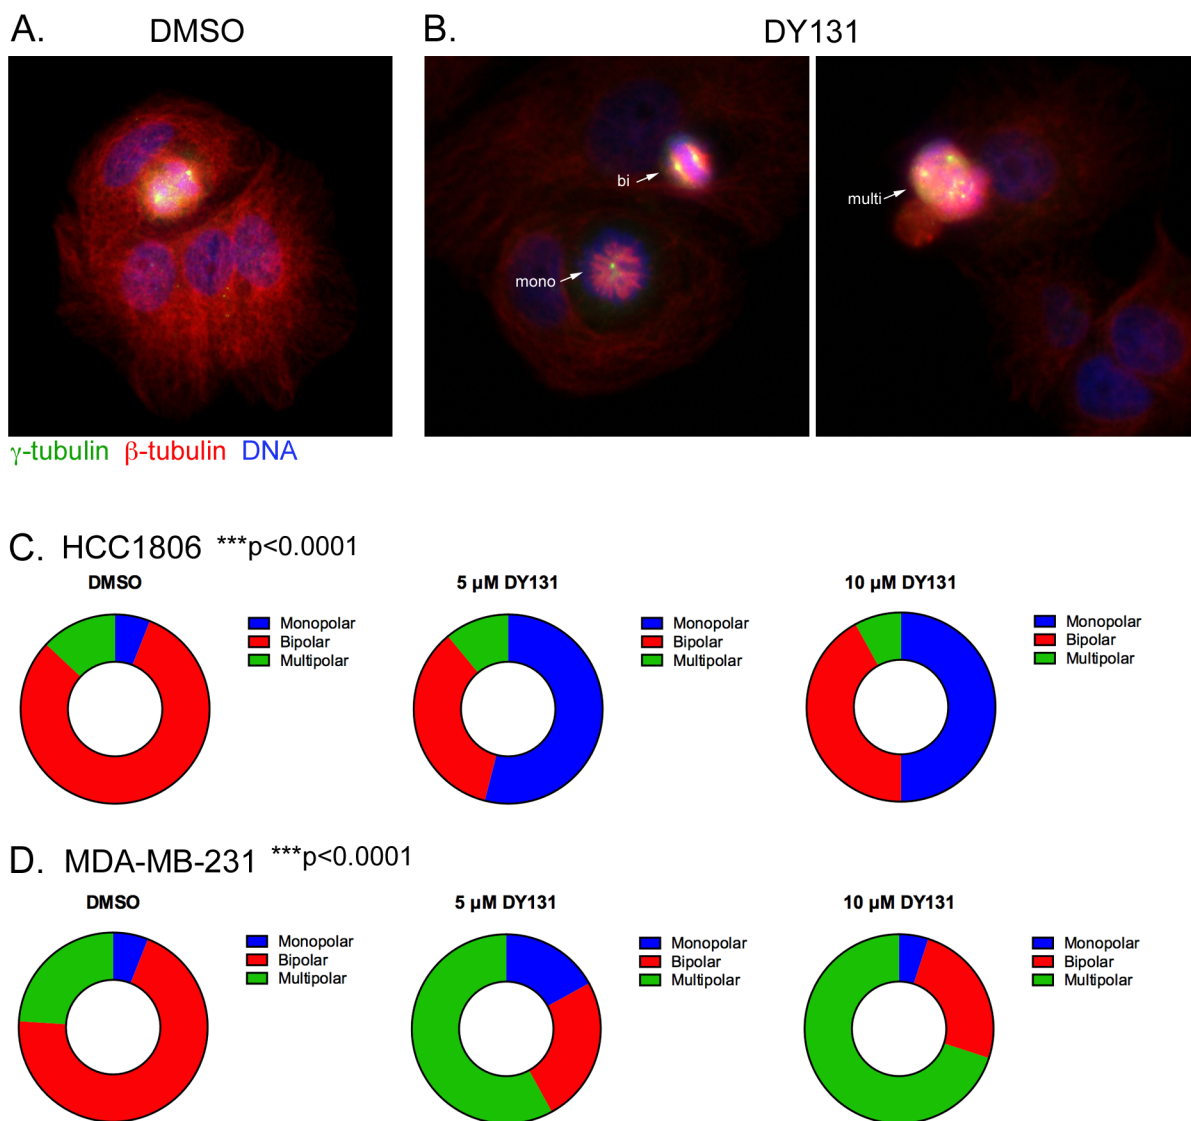 A. DMSO
B. DY131
bi
mono
multi
γ-tubulin β-tubulin DNA
C. HCC1806 ***p<0.0001
DMSO
Monopolar
Bipolar
Multipolar
5 µM DY131
Monopolar
Bipolar
Multipolar
10 µM DY131
Monopolar
Bipolar
Multipolar
D. MDA-MB-231 ***p<0.0001
DMSO
Monopolar
Bipolar
Multipolar
5 µM DY131
Monopolar
Bipolar
Multipolar
10 µM DY131
Monopolar
Bipolar
Multipolar